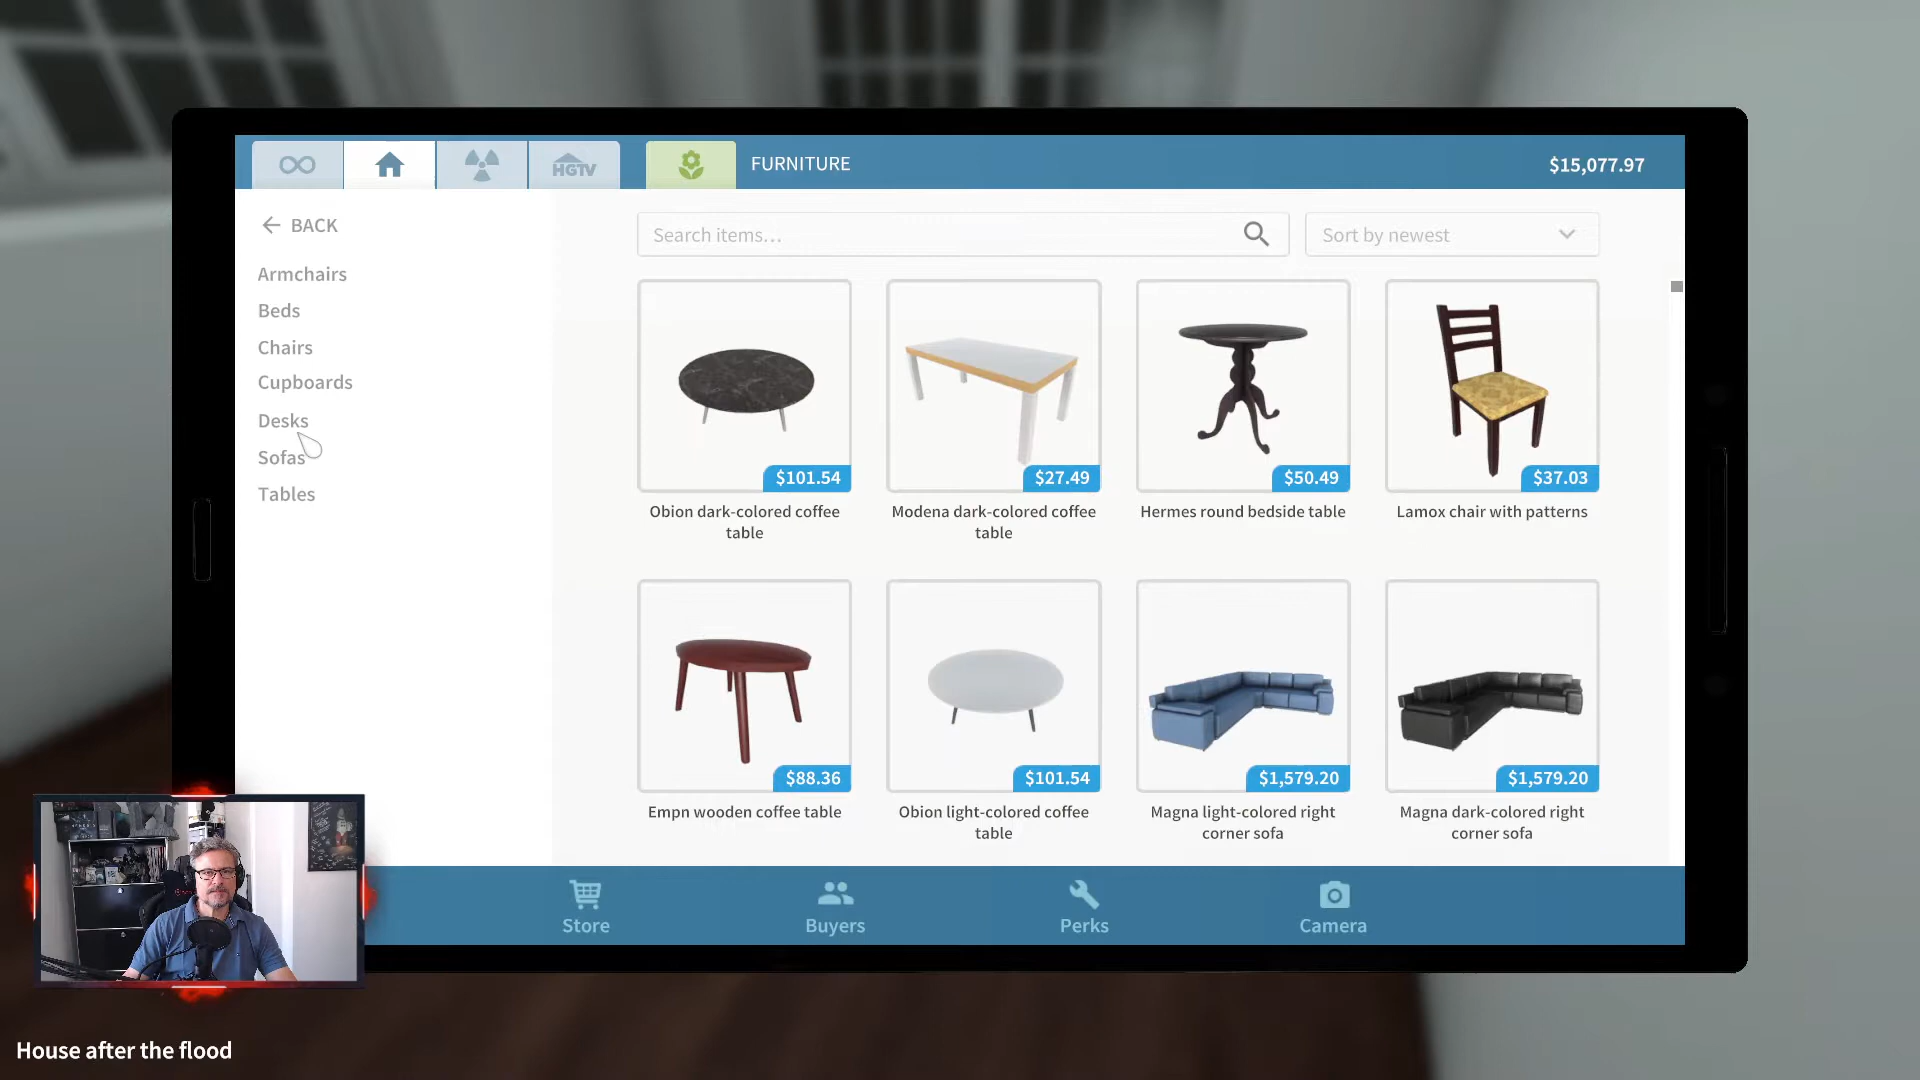 HGTV
FURNITURE
$15,077.97
BACK
Search items...
Sort by newest
Armchairs
Beds
Chairs
Cupboards
Desks
Sofas
Tables
$101.54
$27.49
$50.49
$37.03
Obion dark-colored coffee
table
Modena dark-colored coffee
table
Hermes round bedside table
Lamox chair with patterns
$88.36
$101.54
$1,579.20
$1,579.20
Empn wooden coffee table
Obion light-colored coffee
table
Magna light-colored right
corner sofa
Magna dark-colored right
corner sofa
Store
Buyers
Perks
Camera
House after the flood